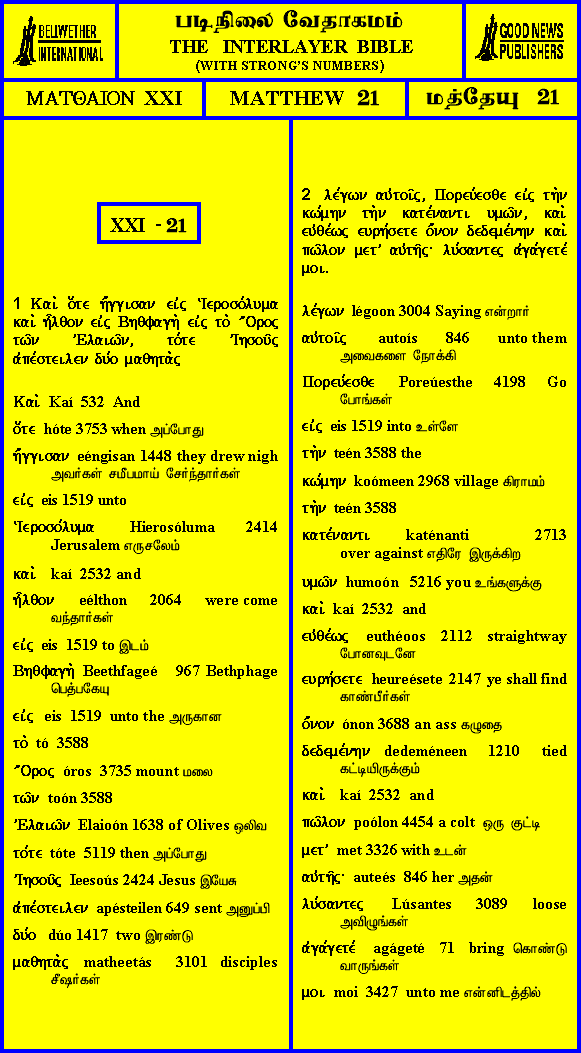 BELLWETHER
INTERNATIONAL
படிநிலை வேதாகமம்
THE INTERLAYER BIBLE
(WITH STRONG'S NUMBERS)
GOOD NEWS
PUBLISHERS
ΜΑΤΘΑΙΟΝ XXI
MATTHEW 21
மத்தேயு 21
XXI - 21
1 Καὶ ὅτε ἤγγισαν εἰς Ἱεροσόλυμα
καὶ ἦλθον εἰς Βηθφαγὴ εἰς τὸ Ὄρος
τῶν Ἐλαιῶν, τότε Ἰησοῦς
ἀπέστειλεν δύο μαθητὰς
Καὶ Kaí 532 And
ὅτε hóte 3753 when அப்போது
ἤγγισαν eéngisan 1448 they drew nigh
அவர்கள் சமீபமாய் சேர்ந்தார்கள்
εἰς eis 1519 unto
Ἱεροσόλυμα Hierosóluma 2414
Jerusalem எருசலேம்
καὶ kaí 2532 and
ἦλθον eélthon 2064 were come
வந்தார்கள்
εἰς eis 1519 to இடம்
Βηθφαγὴ Beethfageé 967 Bethphage
பெத்பகேயு
εἰς eis 1519 unto the அருகான
τὸ tó 3588
Ὄρος óros 3735 mount மலை
τῶν toón 3588
Ἐλαιῶν Elaioón 1638 of Olives ஒலிவ
τότε tóte 5119 then அப்போது
Ἰησοῦς Ieesoús 2424 Jesus இயேசு
ἀπέστειλεν apésteilen 649 sent அனுப்பி
δύο dúo 1417 two இரண்டு
μαθητὰς matheetás 3101 disciples
சீஷர்கள்
2 λέγων αὐτοῖς, Πορεύεσθε εἰς τὴν
κώμην τὴν κατέναντι υμῶν, καὶ
εὐθέως ευρήσετε ὄνον δεδεμένην καὶ
πῶλον μετ' αὐτῆς· λύσαντες ἀγάγετέ
μοι.
λέγων légoon 3004 Saying என்றார்
αὐτοῖς autoís 846 unto them
அவைகளை நோக்கி
Πορεύεσθε Poreúesthe 4198 Go
போங்கள்
εἰς eis 1519 into உள்ளே
τὴν teén 3588 the
κώμην koómeen 2968 village கிராமம்
τὴν teén 3588
κατέναντι katénanti 2713
over against எதிரே இருக்கிற
υμῶν humoón 5216 you உங்களுக்கு
καὶ kaí 2532 and
εὐθέως euthéoos 2112 straightway
போனவுடனே
ευρήσετε heureésete 2147 ye shall find
காண்பீர்கள்
ὄνον ónon 3688 an ass கழுதை
δεδεμένην dedeméneen 1210 tied
கட்டியிருக்கும்
καὶ kaí 2532 and
πῶλον poólon 4454 a colt ஒரு குட்டி
μετ' met 3326 with உடன்
αὐτῆς· auteés 846 her அதன்
λύσαντες Lúsantes 3089 loose
அவிழுங்கள்
ἀγάγετέ agágeté 71 bring கொண்டு
வாருங்கள்
μοι moi 3427 unto me என்னிடத்தில்